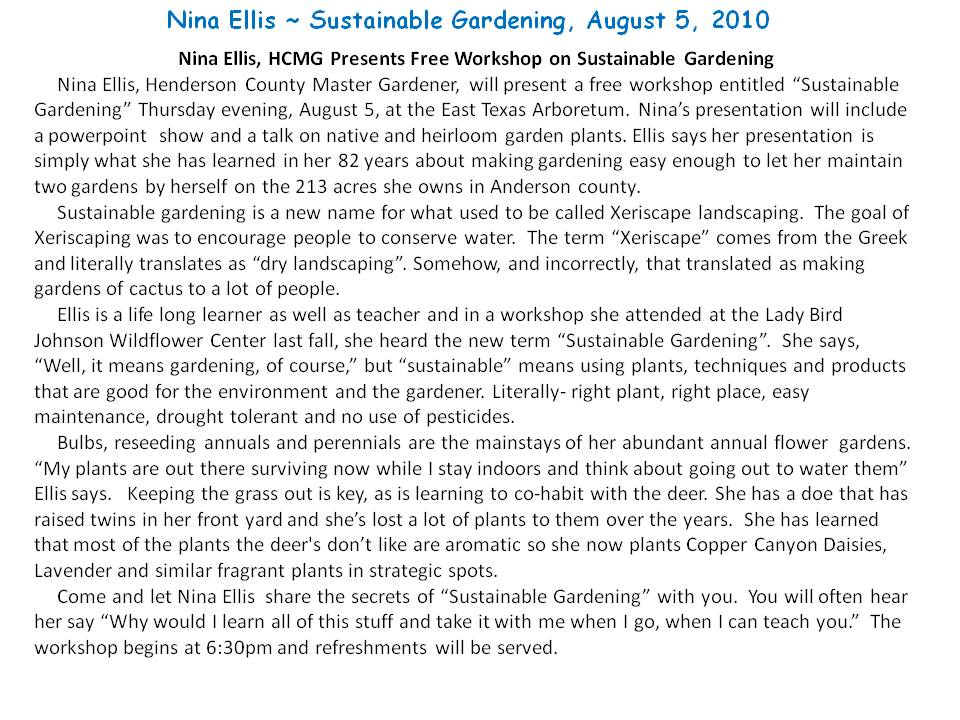 Nina Ellis ~ Sustainable Gardening, August 5, 2010
Nina Ellis, HCMG Presents Free Workshop on Sustainable Gardening
Nina Ellis, Henderson County Master Gardener, will present a free workshop entitled “Sustainable
Gardening” Thursday evening, August 5, at the East Texas Arboretum. Nina’s presentation will include
a powerpoint show and a talk on native and heirloom garden plants. Ellis says her presentation is
simply what she has learned in her 82 years about making gardening easy enough to let her maintain
two gardens by herself on the 213 acres she owns in Anderson county.
Sustainable gardening is a new name for what used to be called Xeriscape landscaping. The goal of
Xeriscaping was to encourage people to conserve water. The term “Xeriscape” comes from the Greek
and literally translates as “dry landscaping”. Somehow, and incorrectly, that translated as making
gardens of cactus to a lot of people.
Ellis is a life long learner as well as teacher and in a workshop she attended at the Lady Bird
Johnson Wildflower Center last fall, she heard the new term “Sustainable Gardening”. She says,
“Well, it means gardening, of course,” but “sustainable” means using plants, techniques and products
that are good for the environment and the gardener. Literally- right plant, right place, easy
maintenance, drought tolerant and no use of pesticides.
Bulbs, reseeding annuals and perennials are the mainstays of her abundant annual flower gardens.
“My plants are out there surviving now while I stay indoors and think about going out to water them”
Ellis says. Keeping the grass out is key, as is learning to co-habit with the deer. She has a doe that has
raised twins in her front yard and she’s lost a lot of plants to them over the years. She has learned
that most of the plants the deer's don’t like are aromatic so she now plants Copper Canyon Daisies,
Lavender and similar fragrant plants in strategic spots.
Come and let Nina Ellis share the secrets of “Sustainable Gardening” with you. You will often hear
her say “Why would I learn all of this stuff and take it with me when I go, when I can teach you.” The
workshop begins at 6:30pm and refreshments will be served.